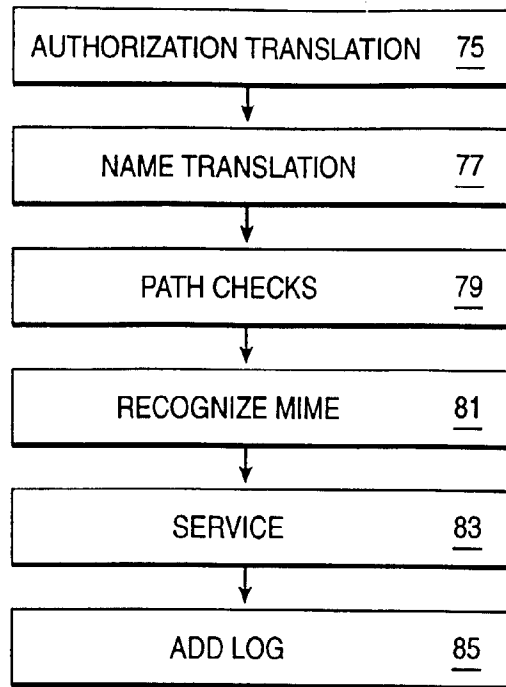 AUTHORIZATION TRANSLATION 75
NAME TRANSLATION 77
PATH CHECKS 79
RECOGNIZE MIME 81
SERVICE 83
ADD LOG 85